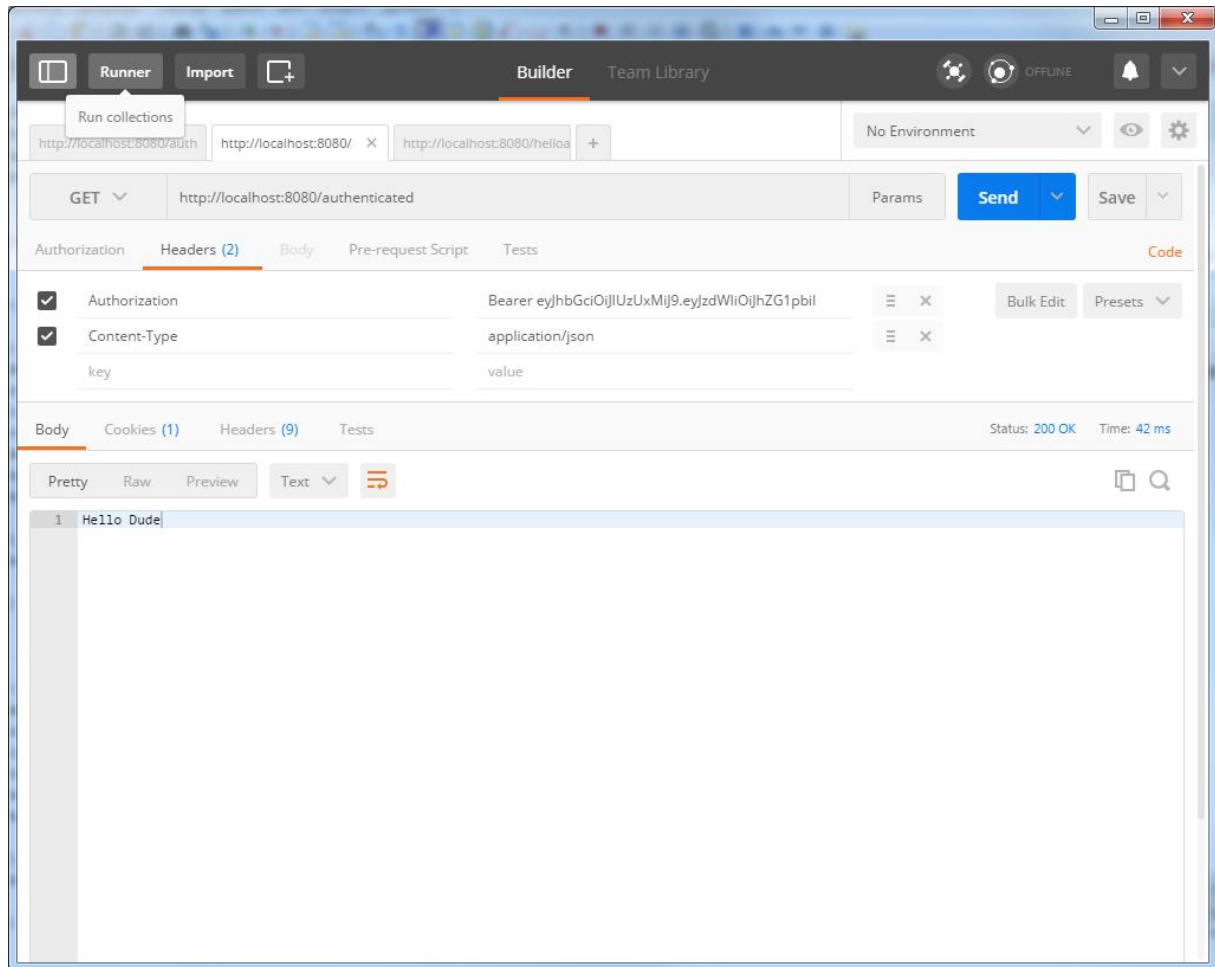 Runner Import Builder Team Library OFFLINE
Run collections
http://localhost:8080/auth http://localhost:8080/ http://localhost:8080/helloa + No Environment
GET http://localhost:8080/authenticated Params Send Save
Authorization Headers (2) Body Pre-request Script Tests Code
Authorization Bearer eyJhbGciOiJIUzUxMiJ9.eyJzdWIiOiJhZG1pbiI Bulk Edit Presets
Content-Type application/json
key value
Body Cookies (1) Headers (9) Tests Status: 200 OK Time: 42 ms
Pretty Raw Preview Text
1 Hello Dude